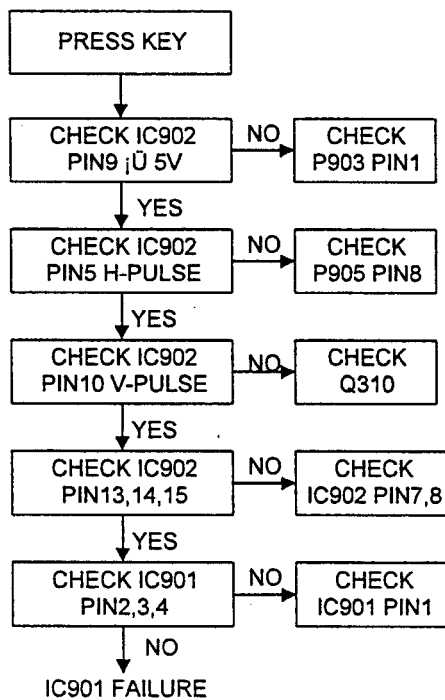 PRESS KEY
CHECK IC902
PIN9 ¡Ü 5V
NO
CHECK
P903 PIN1
YES
CHECK IC902
PIN5 H-PULSE
NO
CHECK
P905 PIN8
YES
CHECK IC902
PIN10 V-PULSE
NO
CHECK
Q310
YES
CHECK IC902
PIN13,14,15
NO
CHECK
IC902 PIN7,8
YES
CHECK IC901
PIN2,3,4
NO
CHECK
IC901 PIN1
NO
IC901 FAILURE